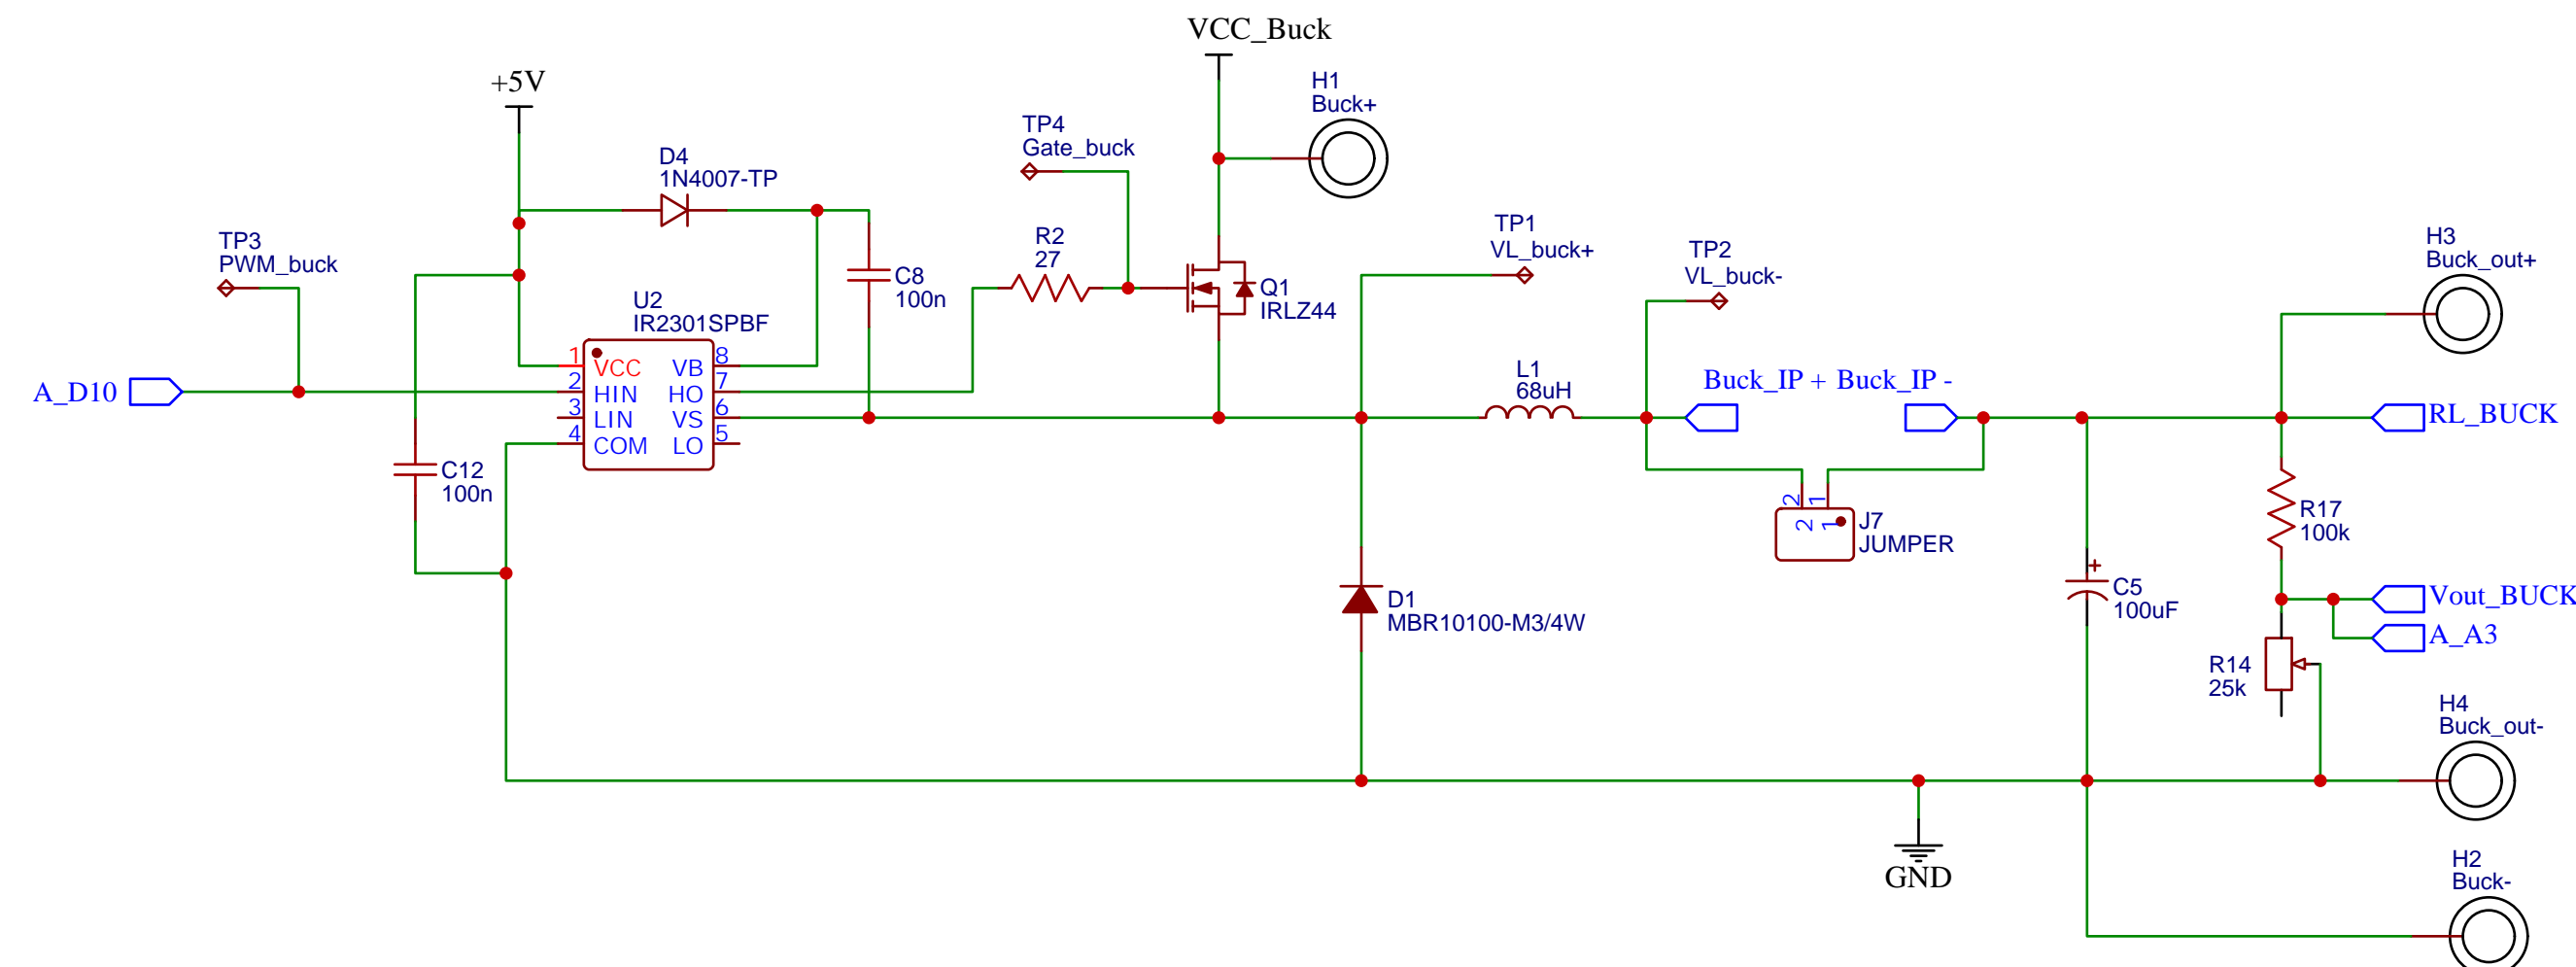 VCC_Buck
+5V
H1
Buck+
TP4
Gate_buck
D4
1N4007-TP
TP3
PWM_buck
R2
27
TP1
VL_buck+
TP2
VL_buck-
H3
Buck_out+
C8
100n
Q1
IRLZ44
U2
IR2301SPBF
1 VCC VB 8
2 HIN HO 7
3 LIN VS 6
4 COM LO 5
A_D10
L1
68uH
Buck_IP + Buck_IP -
RL_BUCK
C12
100n
2 1
2 1
J7
JUMPER
R17
100k
+
C5
100uF
D1
MBR10100-M3/4W
Vout_BUCK
A_A3
R14
25k
H4
Buck_out-
GND
H2
Buck-